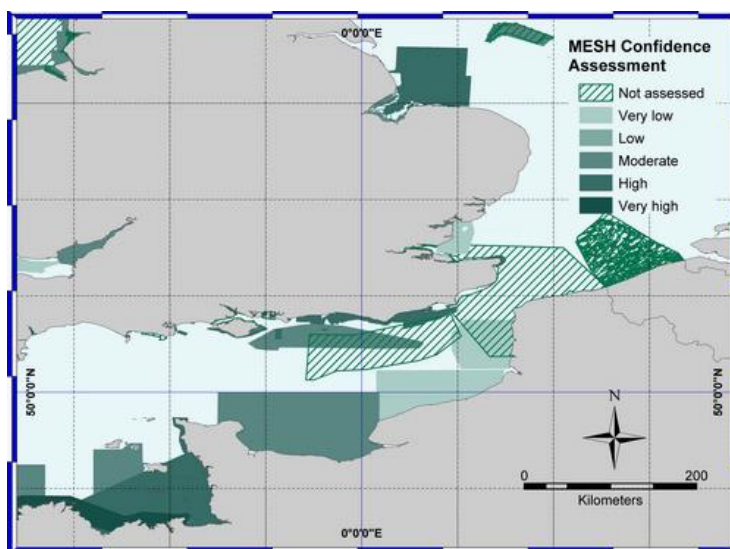 0°0'0"E
MESH Confidence
Assessment
Not assessed
Very low
Low
Moderate
High
Very high
50°0'0"N
50°0'0"N
N
0
200
Kilometers
0°0'0"E